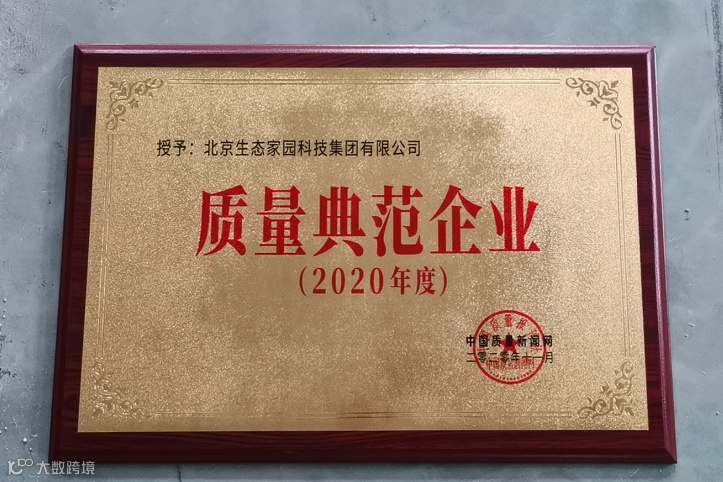 授予：北京生态家园科技集团有限公司
质量典范企业
（2020年度）
中国质量新闻网
二零二零年十一月
大数跨境